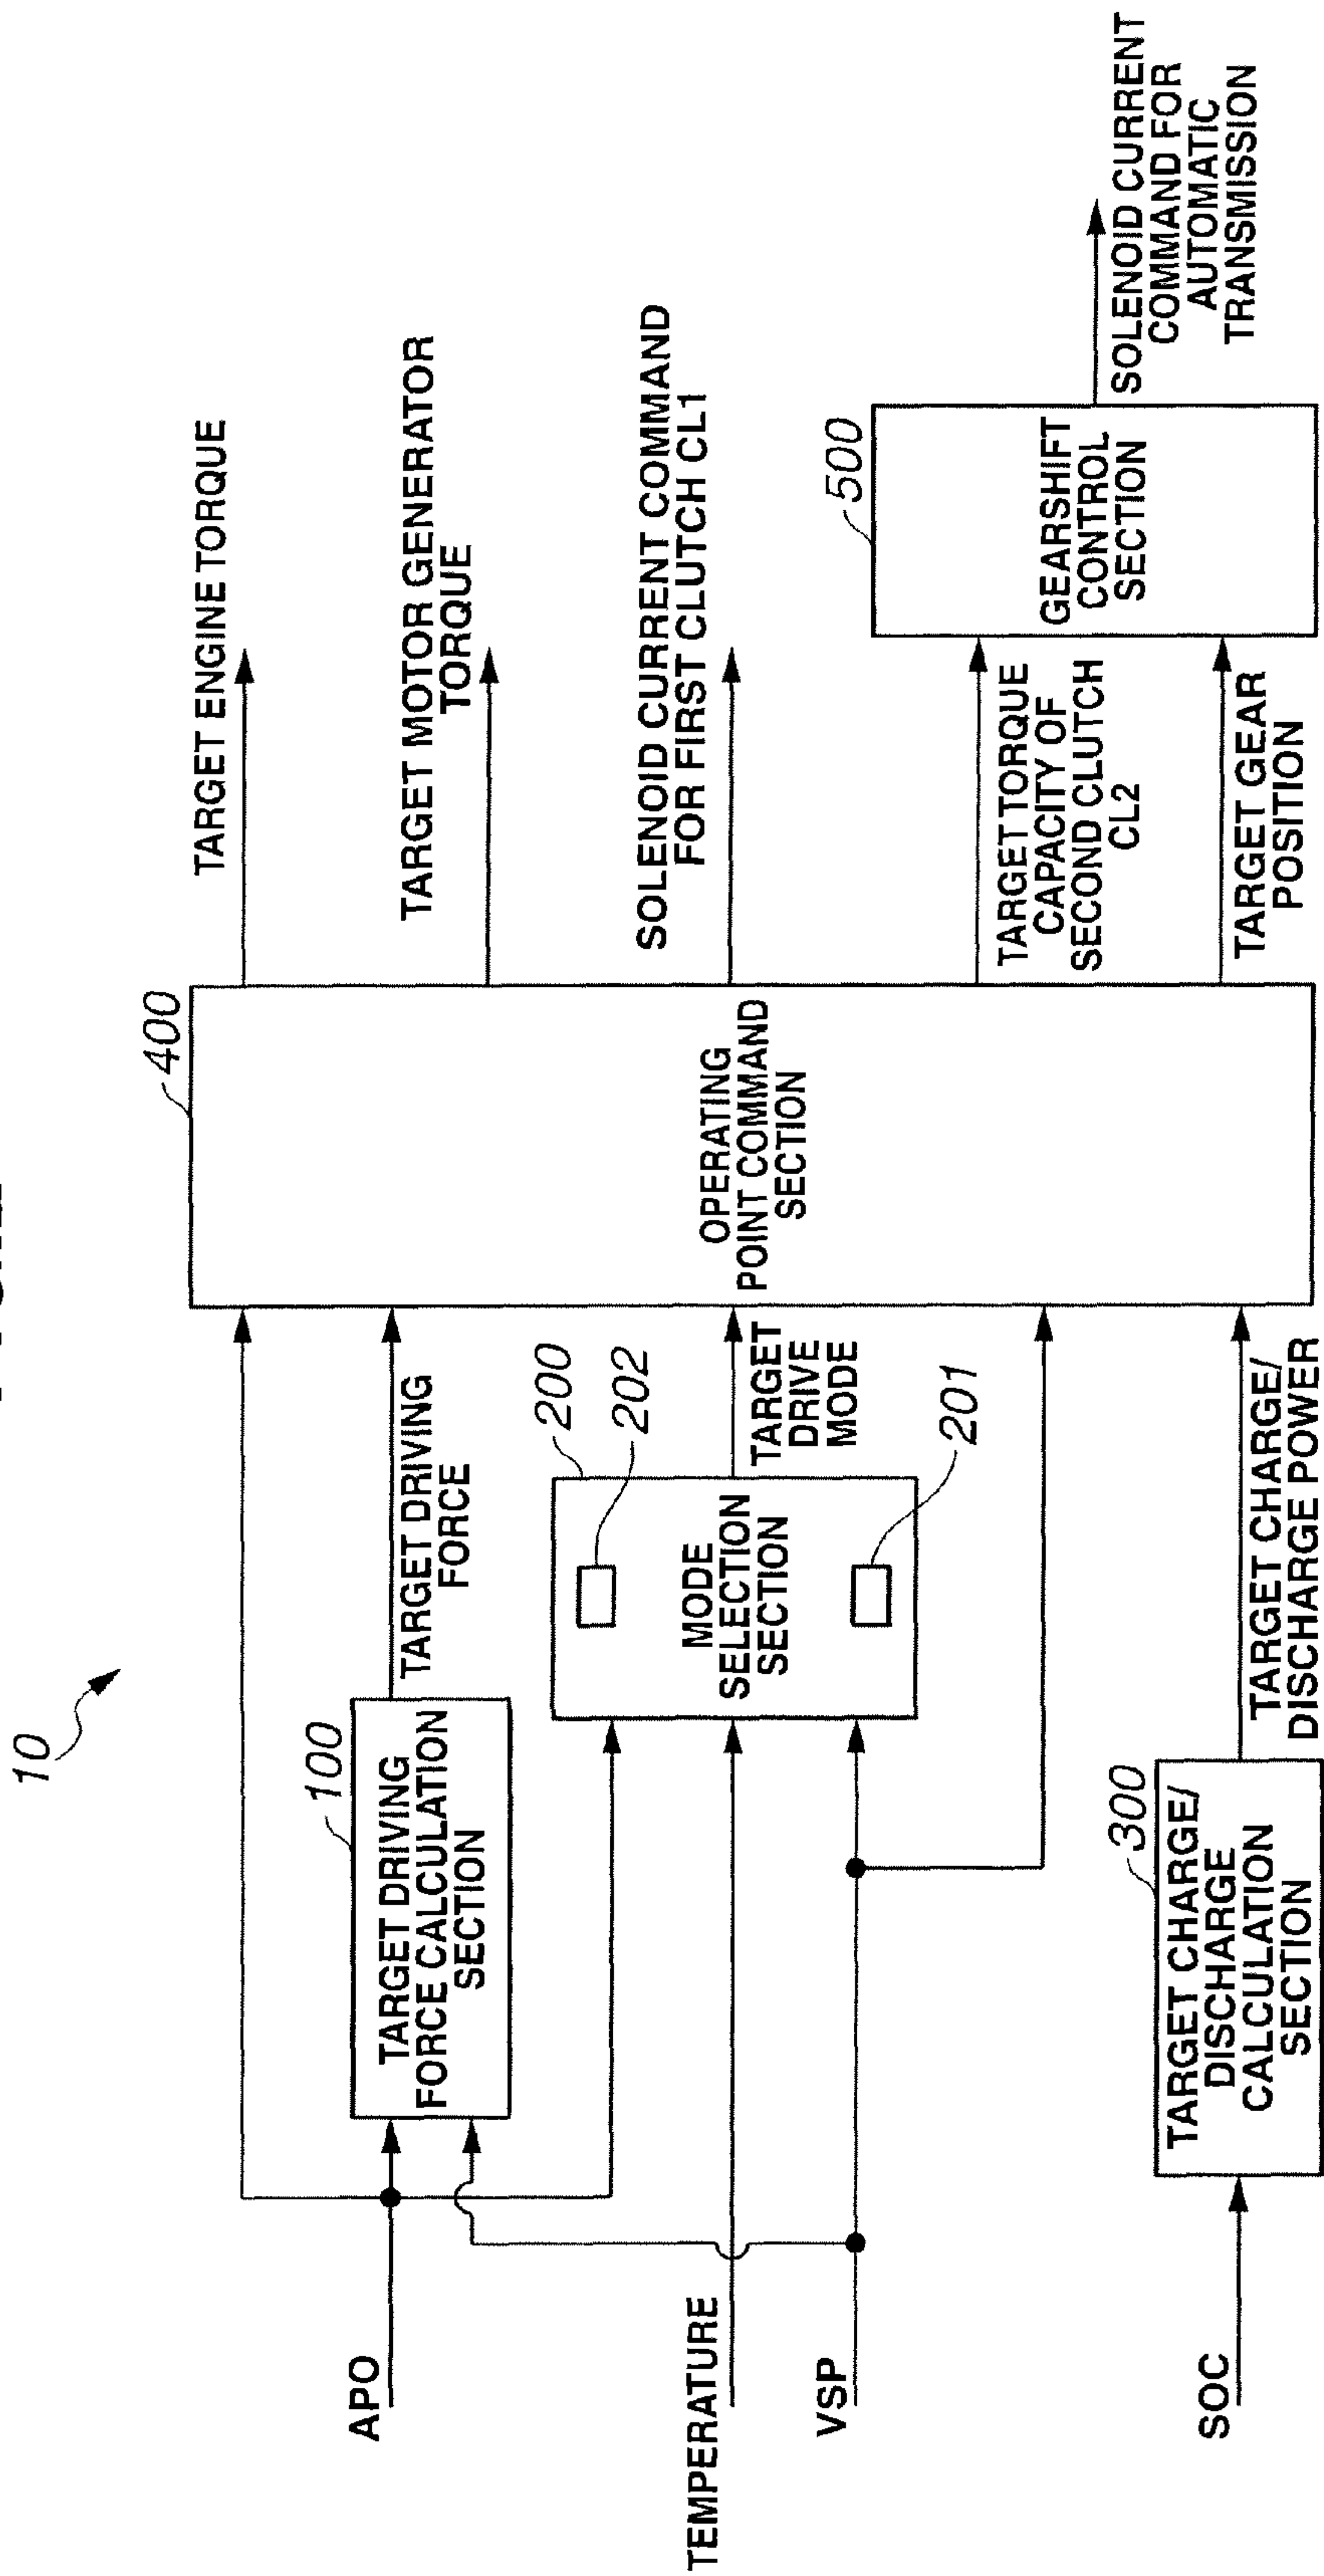 10
APO
TEMPERATURE
VSP
SOC
100
TARGET DRIVING
FORCE CALCULATION
SECTION
TARGET DRIVING
FORCE
200
202
MODE
SELECTION
SECTION
201
TARGET
DRIVE
MODE
300
TARGET CHARGE/
DISCHARGE
CALCULATION
SECTION
TARGET CHARGE/
DISCHARGE POWER
400
OPERATING
POINT COMMAND
SECTION
TARGET ENGINE TORQUE
TARGET MOTOR GENERATOR
TORQUE
SOLENOID CURRENT COMMAND
FOR FIRST CLUTCH CL1
TARGET TORQUE
CAPACITY OF
SECOND CLUTCH
CL2
TARGET GEAR
POSITION
500
GEARSHIFT
CONTROL
SECTION
SOLENOID CURRENT
COMMAND FOR
AUTOMATIC
TRANSMISSION